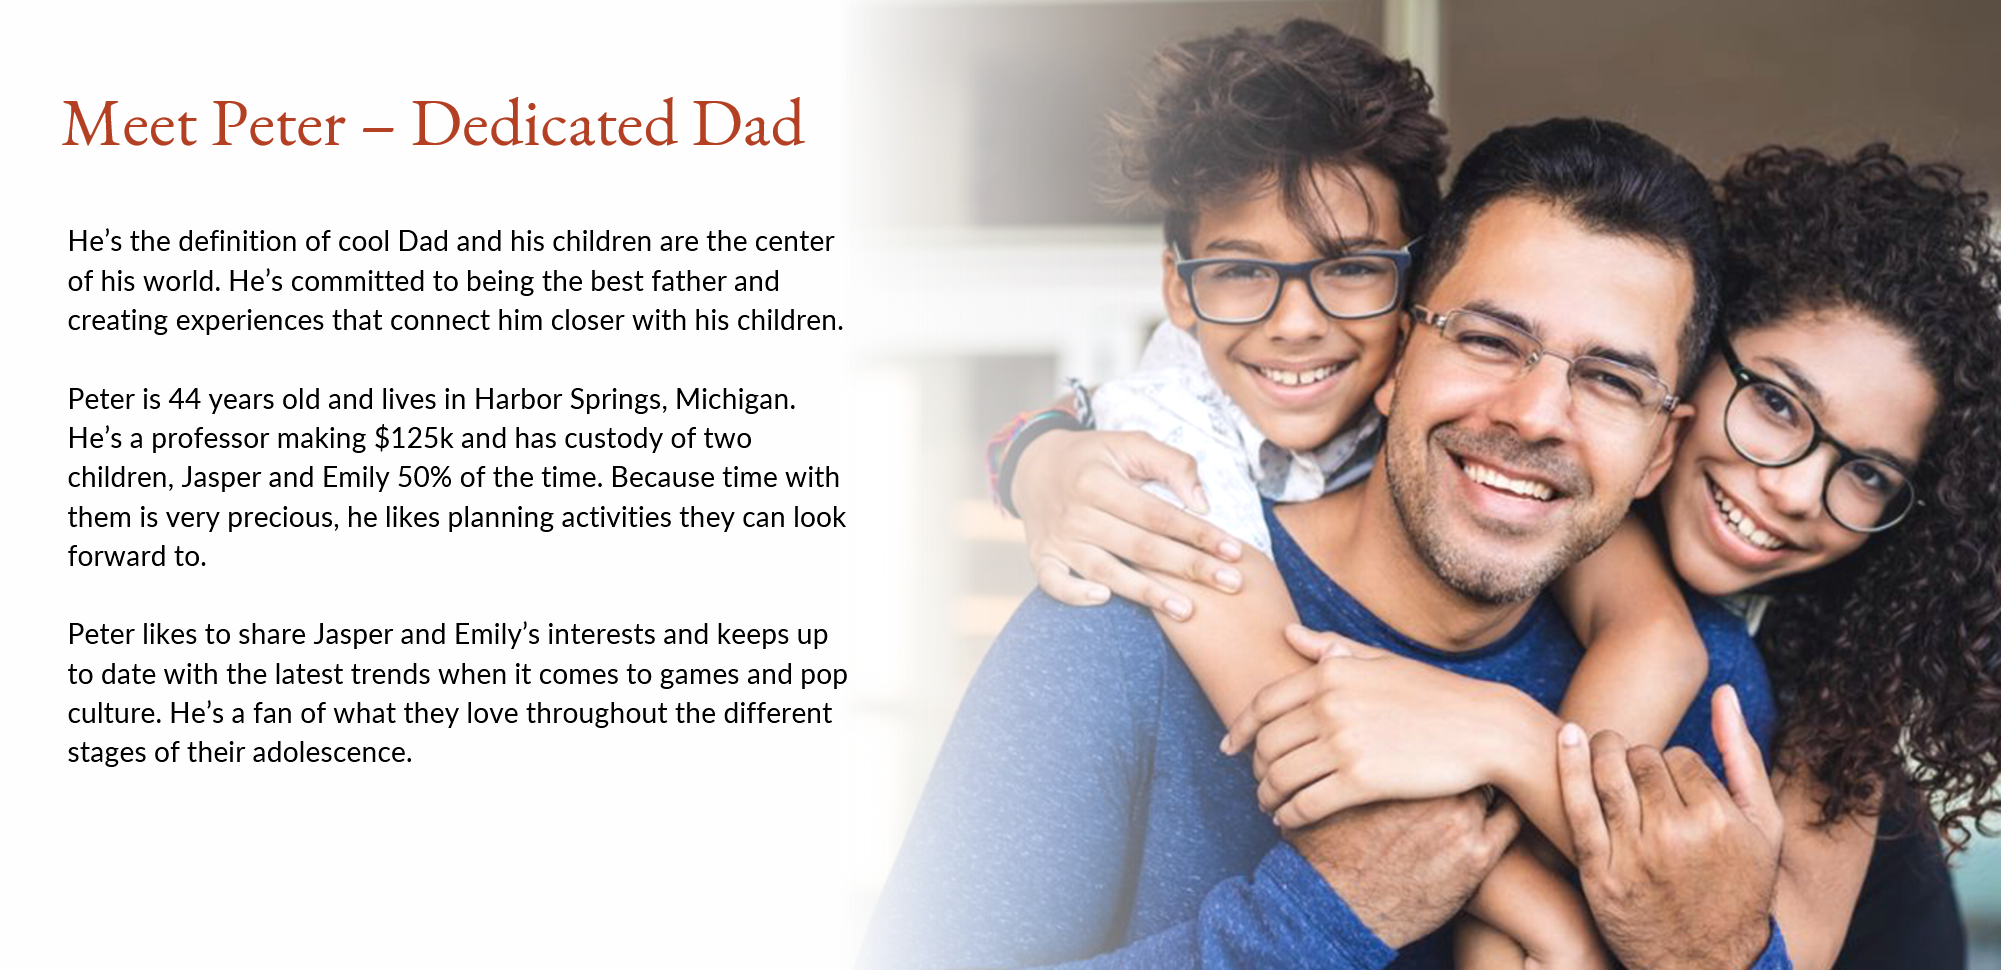 Meet Peter – Dedicated Dad
He’s the definition of cool Dad and his children are the center
of his world. He’s committed to being the best father and
creating experiences that connect him closer with his children.
Peter is 44 years old and lives in Harbor Springs, Michigan.
He’s a professor making $125k and has custody of two
children, Jasper and Emily 50% of the time. Because time with
them is very precious, he likes planning activities they can look
forward to.
Peter likes to share Jasper and Emily’s interests and keeps up
to date with the latest trends when it comes to games and pop
culture. He’s a fan of what they love throughout the different
stages of their adolescence.